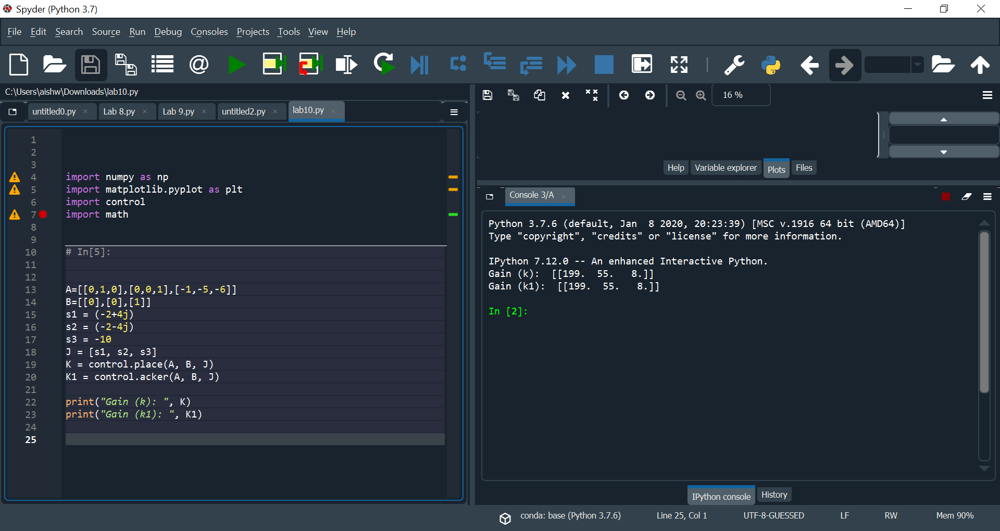 Spyder (Python 3.7)
File Edit Search Source Run Debug Consoles Projects Tools View Help
C:\Users\aishw\Downloads\lab10.py
untitled0.py Lab 8.py Lab 9.py untitled2.py lab10.py
1
2
3
4 import numpy as np
5 import matplotlib.pyplot as plt
6 import control
7 import math
8
9
10 # In[5]:
11
12
13 A=[[0,1,0],[0,0,1],[-1,-5,-6]]
14 B=[[0],[0],[1]]
15 s1 = (-2+4j)
16 s2 = (-2-4j)
17 s3 = -10
18 J = [s1, s2, s3]
19 K = control.place(A, B, J)
20 K1 = control.acker(A, B, J)
21
22 print("Gain (k): ", K)
23 print("Gain (k1): ", K1)
24
25
16 %
Help Variable explorer Plots Files
Console 3/A
Python 3.7.6 (default, Jan  8 2020, 20:23:39) [MSC v.1916 64 bit (AMD64)]
Type "copyright", "credits" or "license" for more information.
IPython 7.12.0 -- An enhanced Interactive Python.
Gain (k):  [[199.  55.   8.]]
Gain (k1):  [[199.  55.   8.]]
In [2]:
IPython console History
conda: base (Python 3.7.6) Line 25, Col 1 UTF-8-GUESSED LF RW Mem 90%